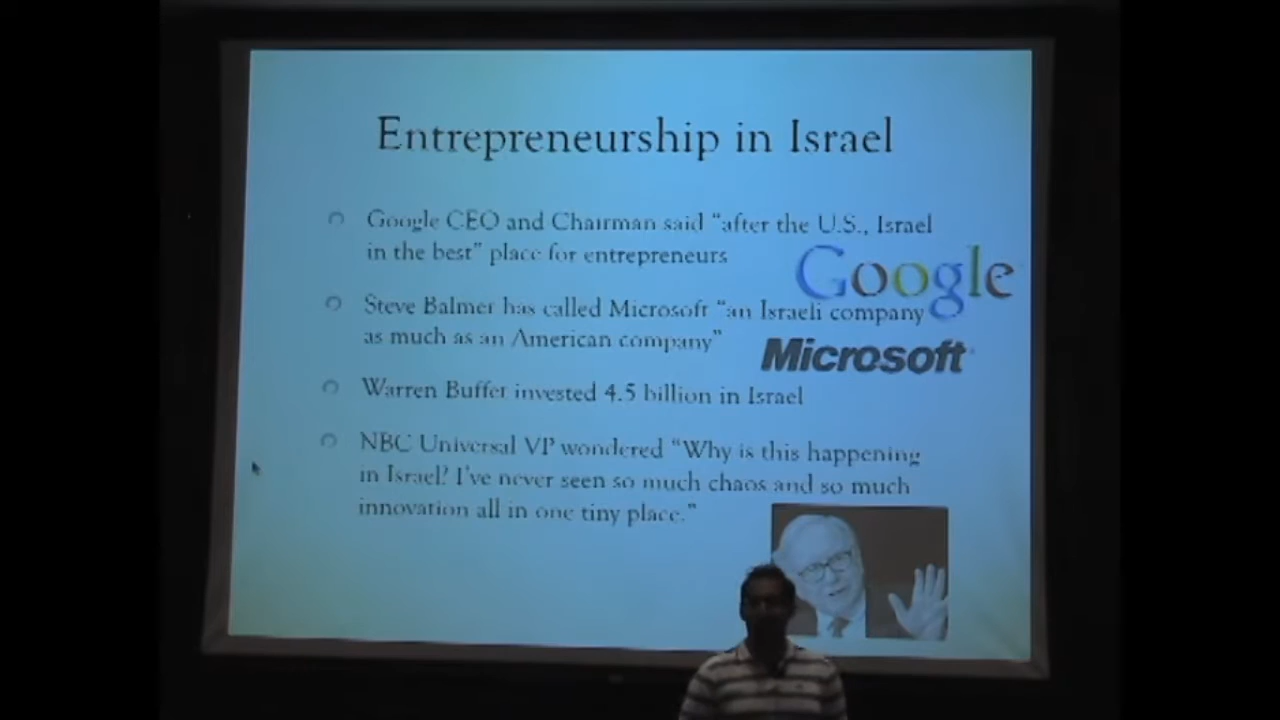 Entrepreneurship in Israel
Google CEO and Chairman said “after the U.S., Israel
in the best” place for entrepreneurs
Google
Steve Balmer has called Microsoft “an Israeli company
as much as an American company”
Microsoft
Warren Buffet invested 4.5 billion in Israel
NBC Universal VP wondered “Why is this happening
in Israel? I've never seen so much chaos and so much
innovation all in one tiny place.”